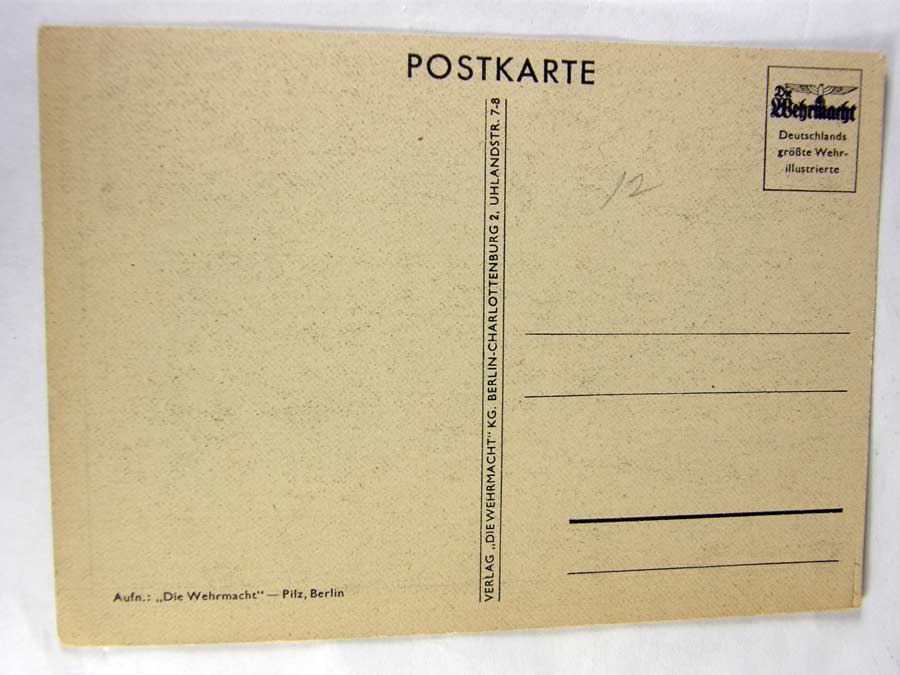 POSTKARTE
Die
Wehrmacht
Deutschlands
größte Wehr-
illustrierte
12
VERLAG „DIE WEHRMACHT“ KG. BERLIN-CHARLOTTENBURG 2, UHLANDSTR. 7-8
Aufn.: „Die Wehrmacht“ — Pilz, Berlin